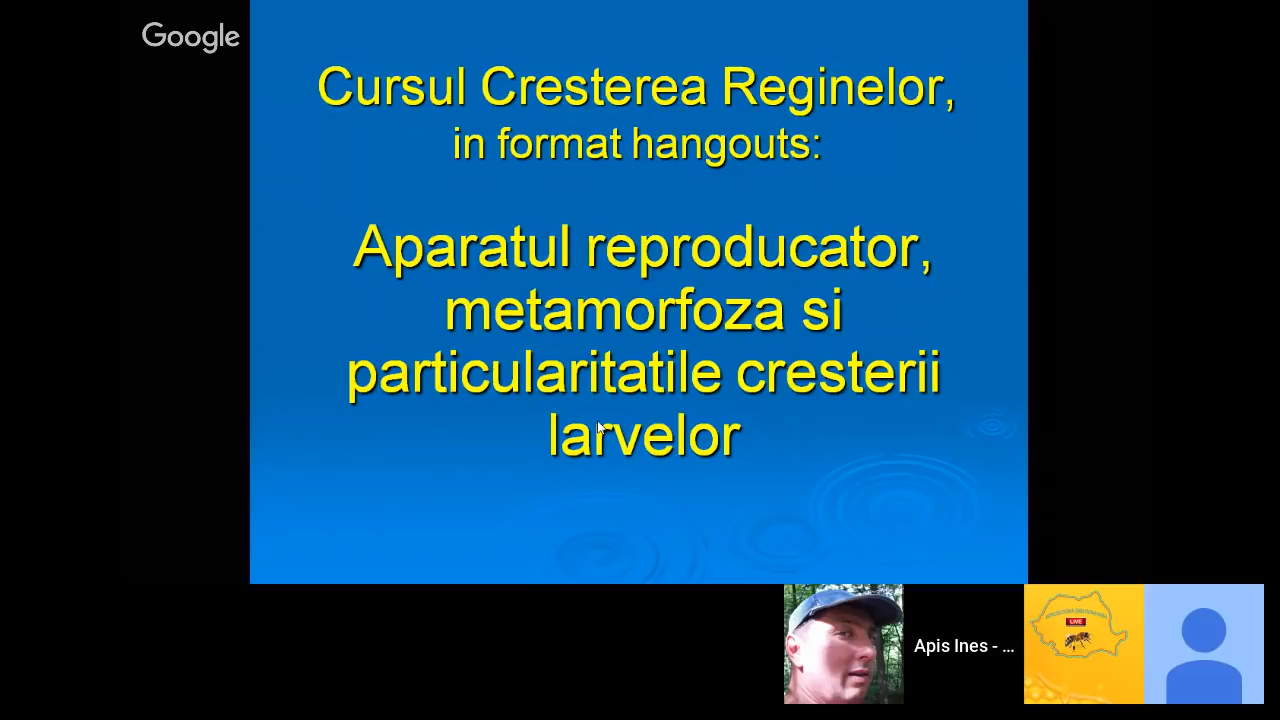 Google
Cursul Cresterea Reginelor,
in format hangouts:
Aparatul reproducator,
metamorfoza si
particularitatile cresterii
larvelor
Apis Ines - ...
LIVE